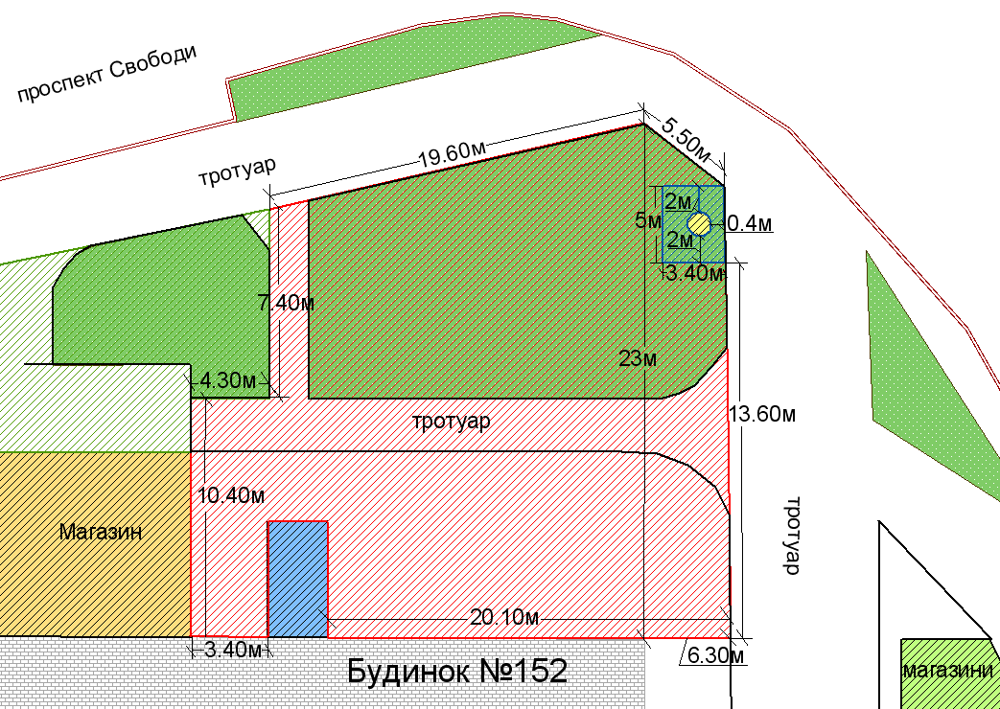 проспект Свободи
тротуар
19.60м
5.50м
2м
5м
0.4м
2м
3.40м
7.40м
23м
4.30м
тротуар
13.60м
10.40м
Магазин
тротуар
20.10м
3.40м
6.30м
Будинок №152
магазини